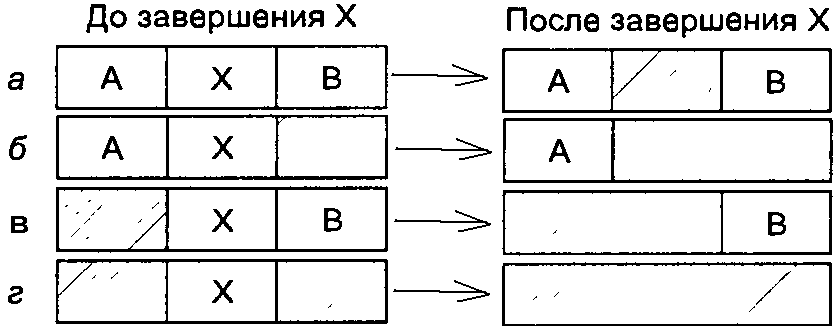 До завершения X После завершения X
а A X B A B
б A X A
в X B B
г X